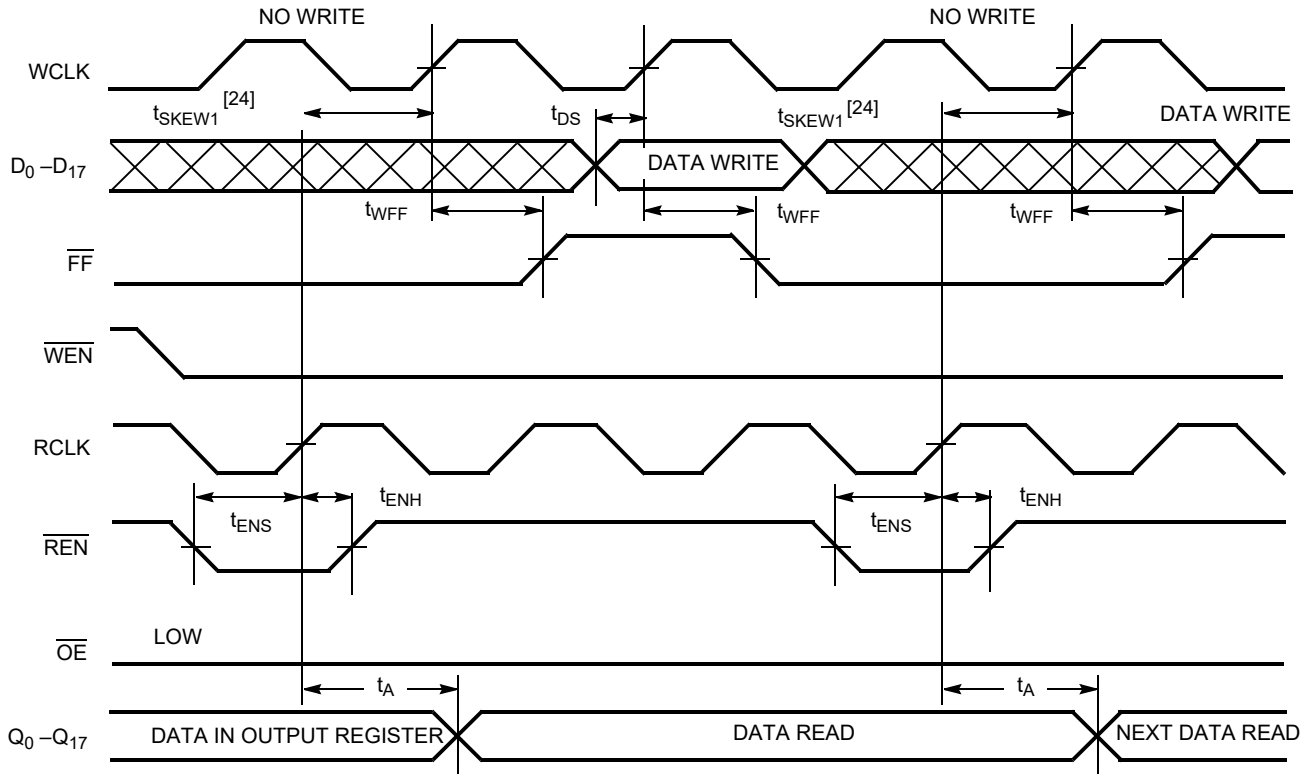 NO WRITE NO WRITE
WCLK
tSKEW1 [24] tDS tSKEW1 [24] DATA WRITE
D0 –D17 DATA WRITE
tWFF tWFF tWFF
FF
WEN
RCLK
tENH tENH
tENS tENS
REN
LOW
OE
tA tA
Q0 –Q17 DATA IN OUTPUT REGISTER DATA READ NEXT DATA READ